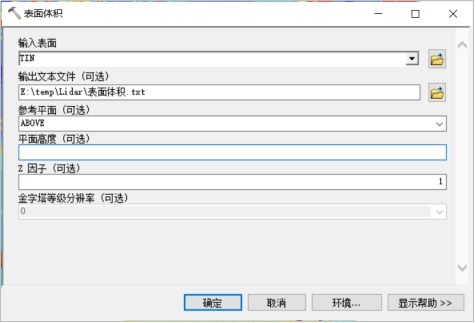 表面体积
输入表面
TIN
输出文本文件 (可选)
E:\temp\Lidar\表面体积.txt
参考平面 (可选)
ABOVE
平面高度 (可选)
Z 因子 (可选)
1
金字塔等级分辨率 (可选)
0
确定 取消 环境... 显示帮助 >>